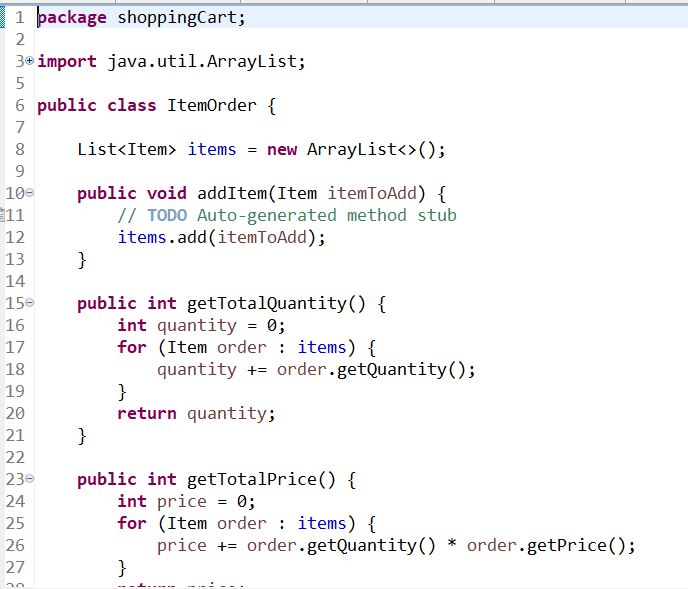 1 package shoppingCart;
2
3 import java.util.ArrayList;
5
6 public class ItemOrder {
7
8 List<Item> items = new ArrayList<>();
9
10 public void addItem(Item itemToAdd) {
11 // TODO Auto-generated method stub
12 items.add(itemToAdd);
13 }
14
15 public int getTotalQuantity() {
16 int quantity = 0;
17 for (Item order : items) {
18 quantity += order.getQuantity();
19 }
20 return quantity;
21 }
22
23 public int getTotalPrice() {
24 int price = 0;
25 for (Item order : items) {
26 price += order.getQuantity() * order.getPrice();
27 }